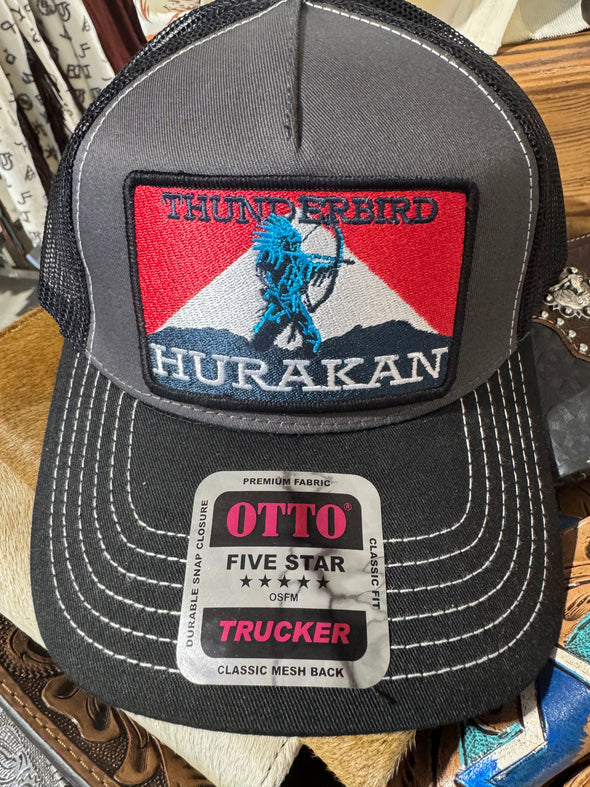 THUNDERBIRD
HURAKAN
PREMIUM FABRIC
DURABLE SNAP CLOSURE
OTTO®
FIVE STAR
★★★★★
OSFM
TRUCKER
CLASSIC FIT
CLASSIC MESH BACK